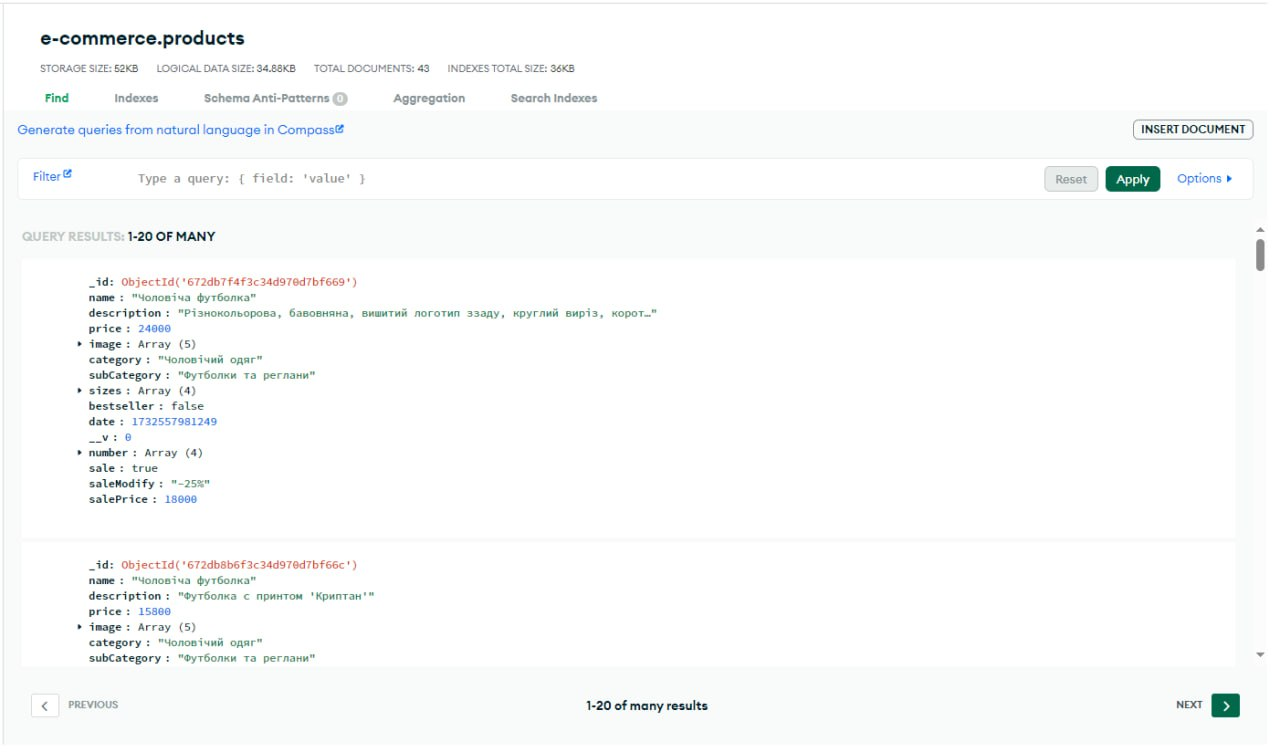 e-commerce.products
STORAGE SIZE: 52KB LOGICAL DATA SIZE: 34.88KB TOTAL DOCUMENTS: 43 INDEXES TOTAL SIZE: 36KB
Find Indexes Schema Anti-Patterns 0 Aggregation Search Indexes
Generate queries from natural language in Compass
INSERT DOCUMENT
Filter Type a query: { field: 'value' } Reset Apply Options
QUERY RESULTS: 1-20 OF MANY
_id: ObjectId('672db7f4f3c34d970d7bf669')
name : "Чоловіча футболка"
description : "Різнокольорова, бавовняна, вишитий логотип ззаду, круглий виріз, корот…"
price : 24000
image : Array (5)
category : "Чоловічий одяг"
subCategory : "Футболки та реглани"
sizes : Array (4)
bestseller : false
date : 1732557981249
__v : 0
number : Array (4)
sale : true
saleModify : "-25%"
salePrice : 18000
_id: ObjectId('672db8b6f3c34d970d7bf66c')
name : "Чоловіча футболка"
description : "Футболка с принтом 'Криптан'"
price : 15800
image : Array (5)
category : "Чоловічий одяг"
subCategory : "Футболки та реглани"
PREVIOUS 1-20 of many results NEXT